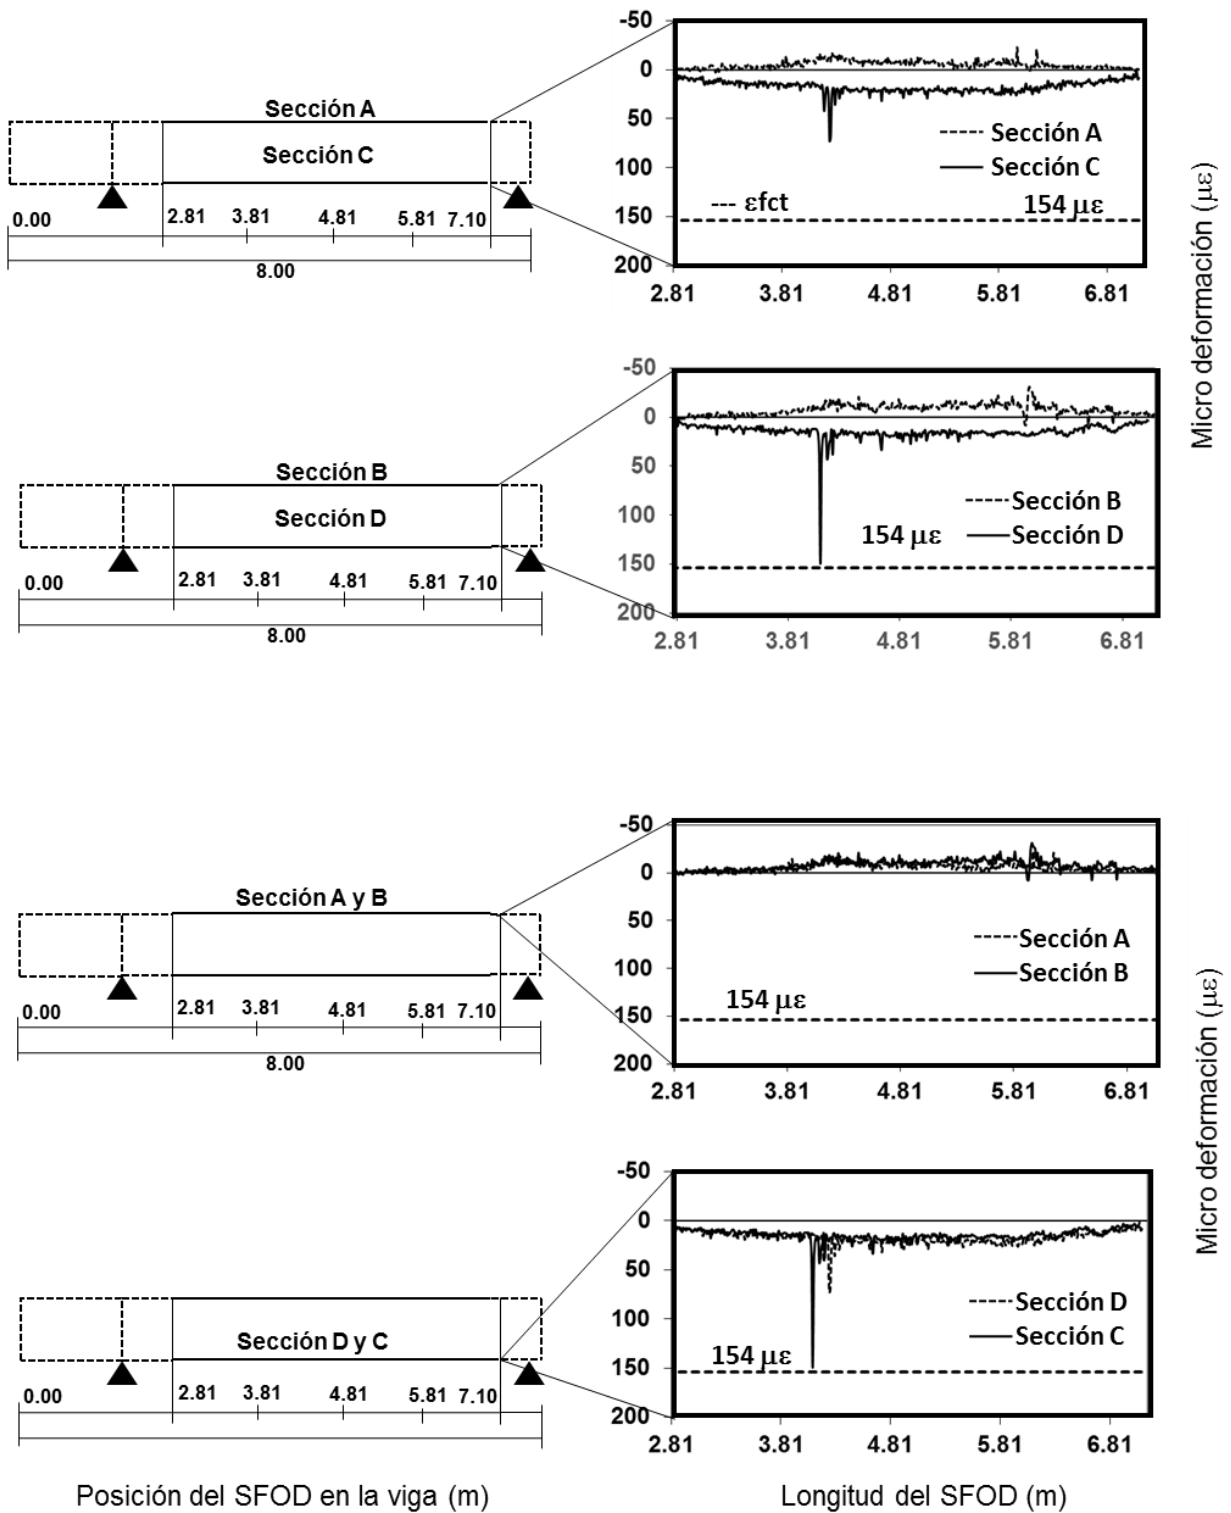 Sección A
Sección C
0.00
2.81 3.81 4.81 5.81 7.10
8.00
-50
0
50
100
150
200
Sección A
Sección C
εfct
154 με
2.81 3.81 4.81 5.81 6.81
Micro deformación (με)
Sección B
Sección D
0.00
2.81 3.81 4.81 5.81 7.10
8.00
-50
0
50
100
150
200
Sección B
154 με
Sección D
2.81 3.81 4.81 5.81 6.81
Sección A y B
0.00
2.81 3.81 4.81 5.81 7.10
8.00
-50
0
50
100
150
200
Sección A
Sección B
154 με
2.81 3.81 4.81 5.81 6.81
Micro deformación (με)
Sección D y C
0.00
2.81 3.81 4.81 5.81 7.10
-50
0
50
100
150
200
Sección D
Sección C
154 με
2.81 3.81 4.81 5.81 6.81
Posición del SFOD en la viga (m)
Longitud del SFOD (m)